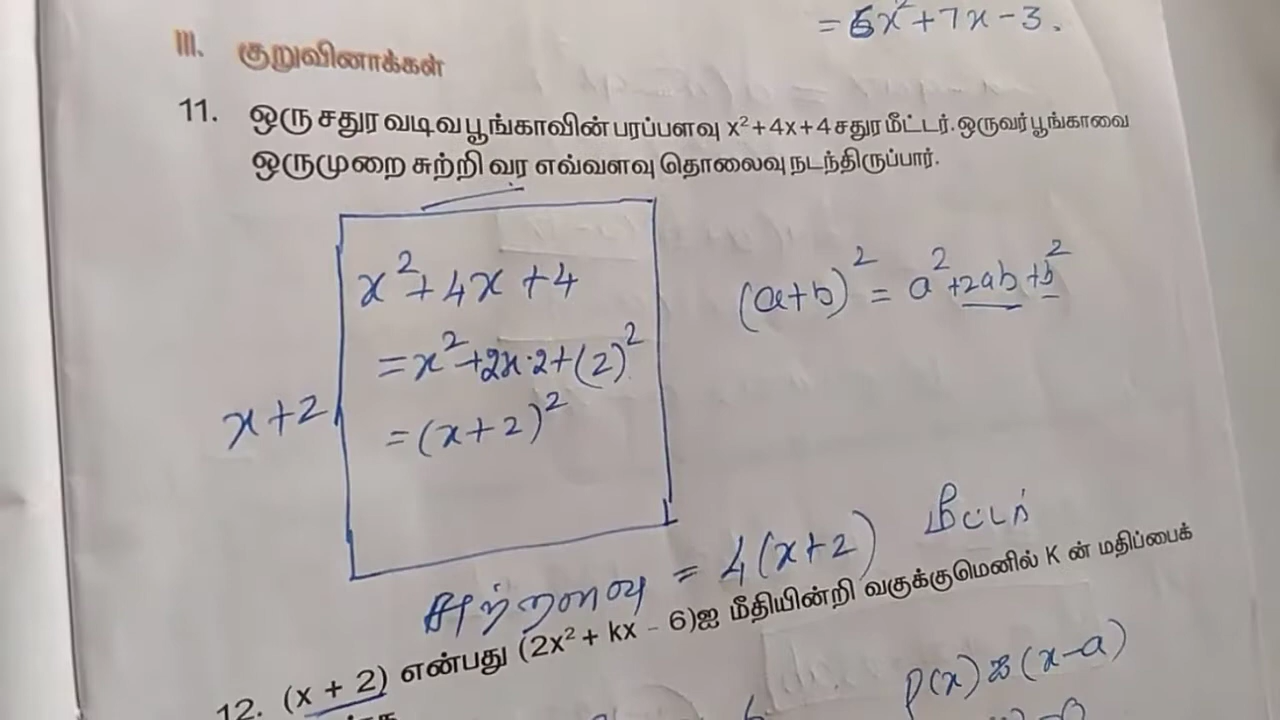 = 6x² + 7x - 3.
III. குறுவினாக்கள்
11. ஒரு சதுர வடிவ பூங்காவின் பரப்பளவு x² + 4x + 4 சதுர மீட்டர். ஒருவர் பூங்காவை
ஒருமுறை சுற்றி வர எவ்வளவு தொலைவு நடந்திருப்பார்.
x² + 4x + 4
(a+b)² = a² + 2ab + b²
= x² + 2x·2 + (2)²
x+2
= (x+2)²
சுற்றளவு = 4(x+2) மீட்டர்
12. (x + 2) என்பது (2x² + kx - 6)ஐ மீதியின்றி வகுக்குமெனில் K ன் மதிப்பைக்
p(x) (x-a)